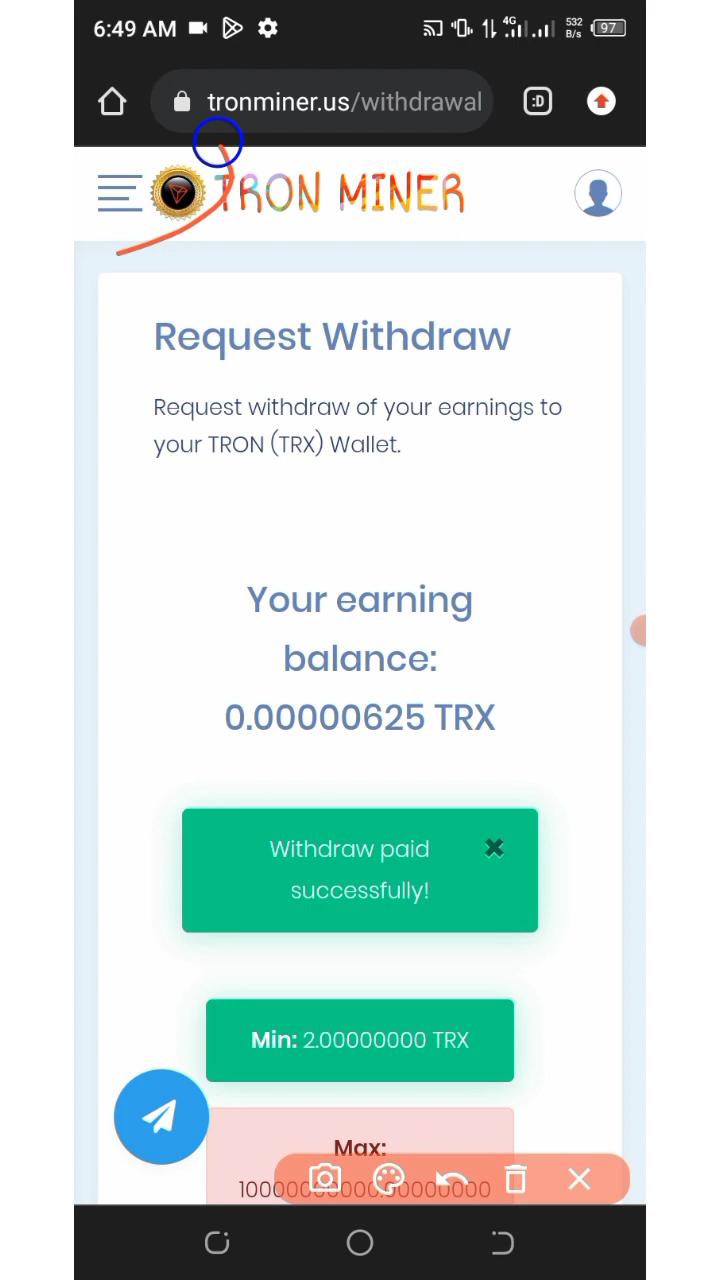 6:49 AM 4G 532 B/s 97
tronminer.us/withdrawal :D
TRON MINER
Request Withdraw
Request withdraw of your earnings to
your TRON (TRX) Wallet.
Your earning
balance:
0.00000625 TRX
Withdraw paid
successfully!
Min: 2.00000000 TRX
Max: